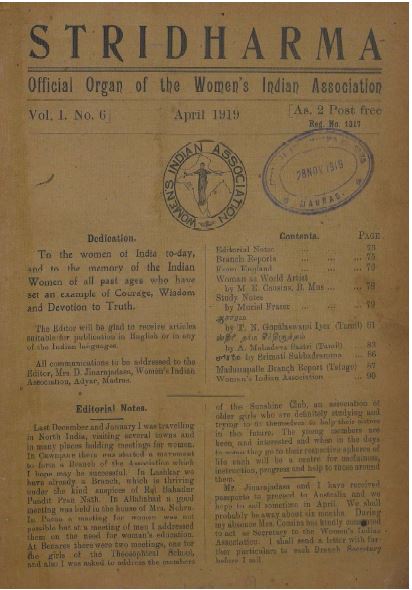 STRIDHARMA
Official Organ of the Women's Indian Association
Vol. 1. No. 6] April 1919 [As. 2 Post free
Reg. No. 1317
WOMEN'S INDIAN ASSOCIATION
28 NOV 1919
MADRAS
Dedication.
To the women of India to-day,
and to the memory of the Indian
Women of all past ages who have
set an example of Courage, Wisdom
and Devotion to Truth.
The Editor will be glad to receive articles
suitable for publication in English or in any
of the Indian languages.
All communications to be addressed to the
Editor, Mrs. D. Jinarajadasa, Women's Indian
Association, Adyar, Madras.
Contents. PAGE
Editorial Notes ... ... 73
Branch Reports ... ... 75
From England ... ... 76
Woman as World Artist
by M. E. Cousins, B. Mus ... 78
Study Notes
by Muriel Fraser ... 79
by T. N. Gopalaswami Iyer (Tamil) 81
by A. Mahadeva Sastri (Tamil) 83
by Srimati Subhadramma ... 86
Madanapalle Branch Report (Telugu) 87
Women's Indian Association ... 90
Editorial Notes.
Last December and January I was travelling
in North India, visiting several towns and
in many places holding meetings for women.
In Cawnpore there was started a movement
to form a Branch of the Association which
I hope may be successful. In Lashkar we
have already a Branch, which is thriving
under the kind auspices of Rai Bahadur
Pandit Pran Nath. In Allahabad a good
meeting was held in the house of Mrs. Nehru.
In Patna a meeting for women was not
possible but at a meeting of men I addressed
them on the need for woman's education.
At Benares there were two meetings, one for
the girls of the Theosophical School,
and also I was asked to address the members
of the Sunshine Club, an association of
older girls who are definitely studying and
trying to fit themselves to help their sisters
in the future. The young members are
keen, and interested and when in the days
to come they go to their respective spheres of
life each will be a centre for usefulness,
instruction, progress and help to those around
them.
Mr. Jinarajadasa and I have received
passports to proceed to Australia and we
hope to sail sometime in April. We shall
probably be away about six months. During
my absence Mrs. Cousins has kindly consented
to act as Secretary to the Women's Indian
Association. I shall send a letter with fur-
ther particulars to each Branch Secretary
before I sail.